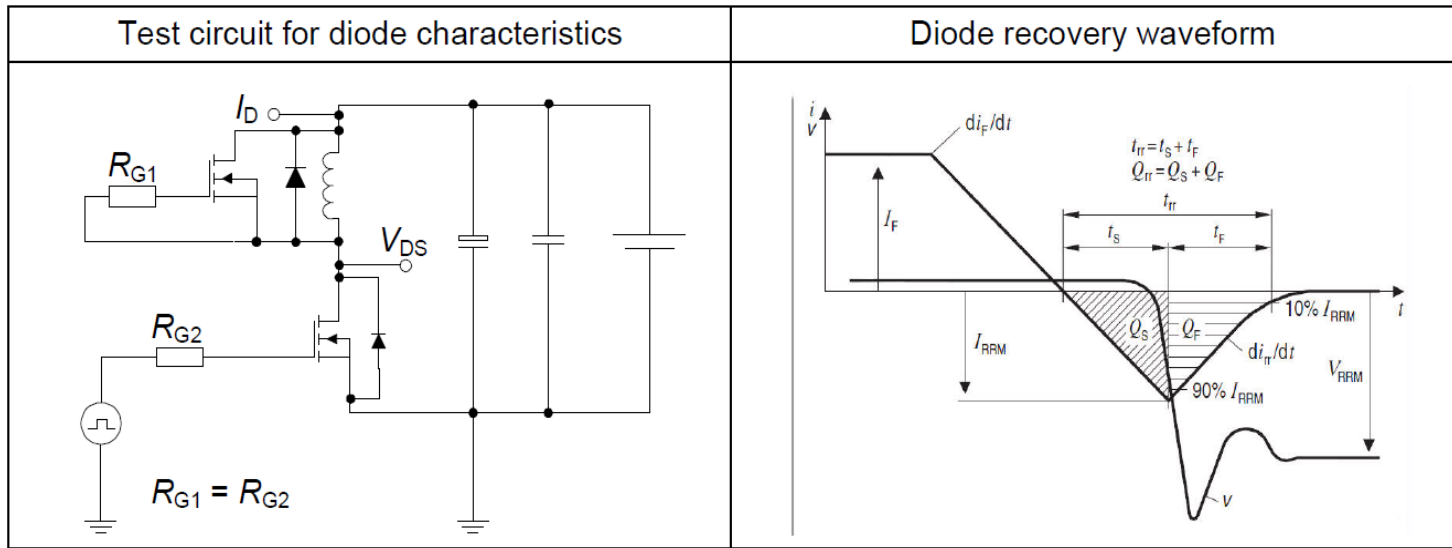 Test circuit for diode characteristics
Diode recovery waveform
I_D
R_G1
V_DS
R_G2
R_G1 = R_G2
i
v
di_F/dt
t_rr = t_S + t_F
Q_rr = Q_S + Q_F
t_rr
I_F
t_S
t_F
Q_S
Q_F
10% I_RRM
t
I_RRM
di_rr/dt
90% I_RRM
V_RRM
v